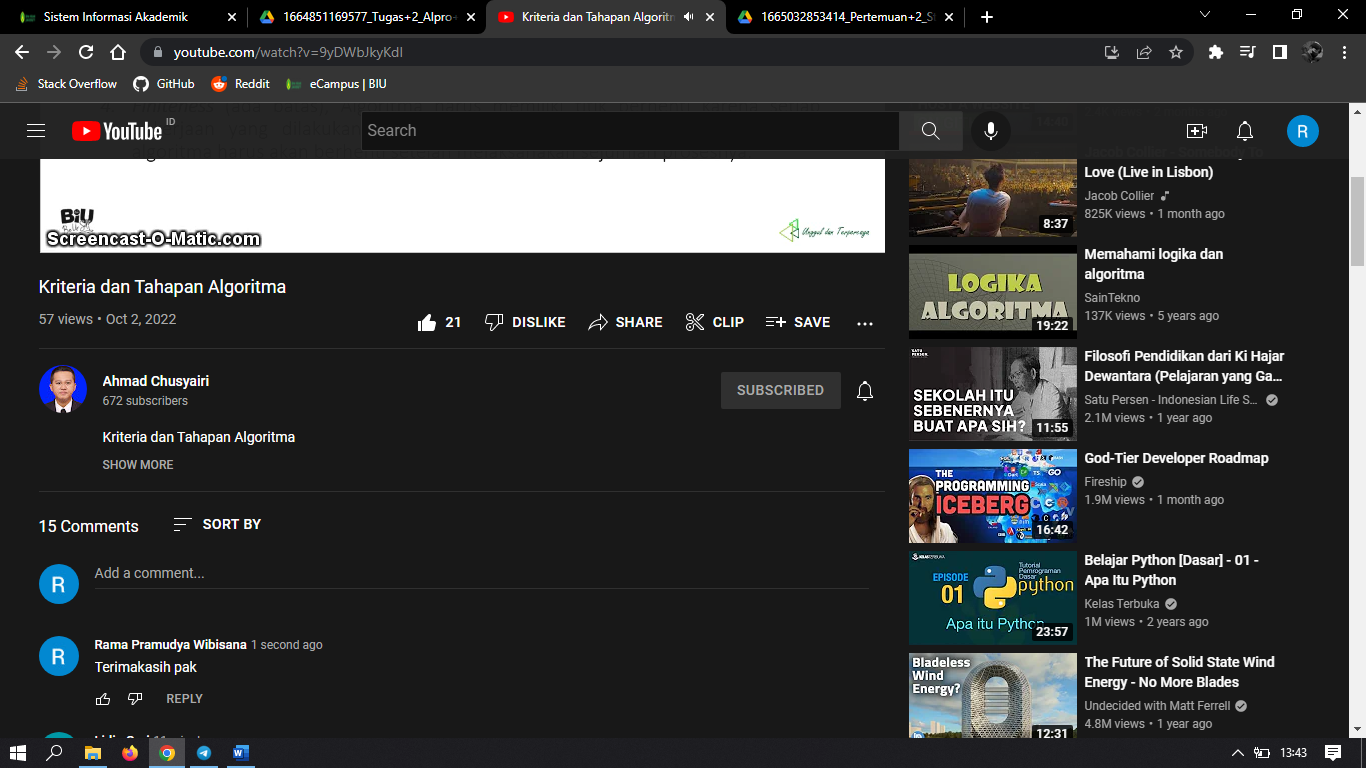 Sistem Informasi Akademik
1664851169577_Tugas+2_Alpro
Kriteria dan Tahapan Algoritm
1665032853414_Pertemuan+2_S
youtube.com/watch?v=9yDWbJkyKdI
Stack Overflow
GitHub
Reddit
eCampus | BIU
YouTube
ID
Search
R
BiU
Screencast-O-Matic.com
Unggul dan Terpercaya
Kriteria dan Tahapan Algoritma
57 views • Oct 2, 2022
21
DISLIKE
SHARE
CLIP
SAVE
Ahmad Chusyairi
672 subscribers
SUBSCRIBED
Kriteria dan Tahapan Algoritma
SHOW MORE
15 Comments
SORT BY
R
Add a comment...
R
Rama Pramudya Wibisana 1 second ago
Terimakasih pak
REPLY
Love (Live in Lisbon)
Jacob Collier
825K views • 1 month ago
8:37
LOGIKA
ALGORITMA
19:22
Memahami logika dan
algoritma
SainTekno
137K views • 5 years ago
SATU
PERSEN
SEKOLAH ITU
SEBENERNYA
BUAT APA SIH?
11:55
Filosofi Pendidikan dari Ki Hajar
Dewantara (Pelajaran yang Ga...
Satu Persen - Indonesian Life S...
2.1M views • 1 year ago
THE
PROGRAMMING
ICEBERG
16:42
God-Tier Developer Roadmap
Fireship
1.9M views • 1 month ago
KELASTERBUKA
EPISODE
01
Tutorial
Pemrograman
Dasar
python
Apa itu Python
23:57
Belajar Python [Dasar] - 01 -
Apa Itu Python
Kelas Terbuka
1M views • 2 years ago
Bladeless
Wind
Energy?
12:31
The Future of Solid State Wind
Energy - No More Blades
Undecided with Matt Ferrell
4.8M views • 1 year ago
13:43